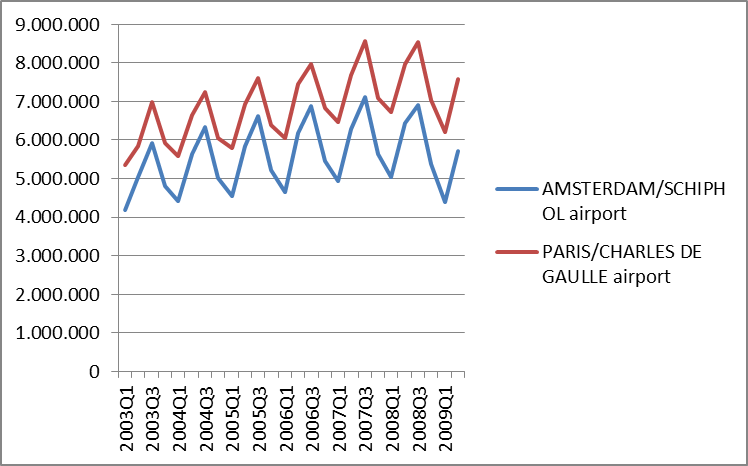 9.000.000
8.000.000
7.000.000
6.000.000
5.000.000
4.000.000
3.000.000
2.000.000
1.000.000
0
2003Q1
2003Q3
2004Q1
2004Q3
2005Q1
2005Q3
2006Q1
2006Q3
2007Q1
2007Q3
2008Q1
2008Q3
2009Q1
AMSTERDAM/SCHIPH
OL airport
PARIS/CHARLES DE
GAULLE airport